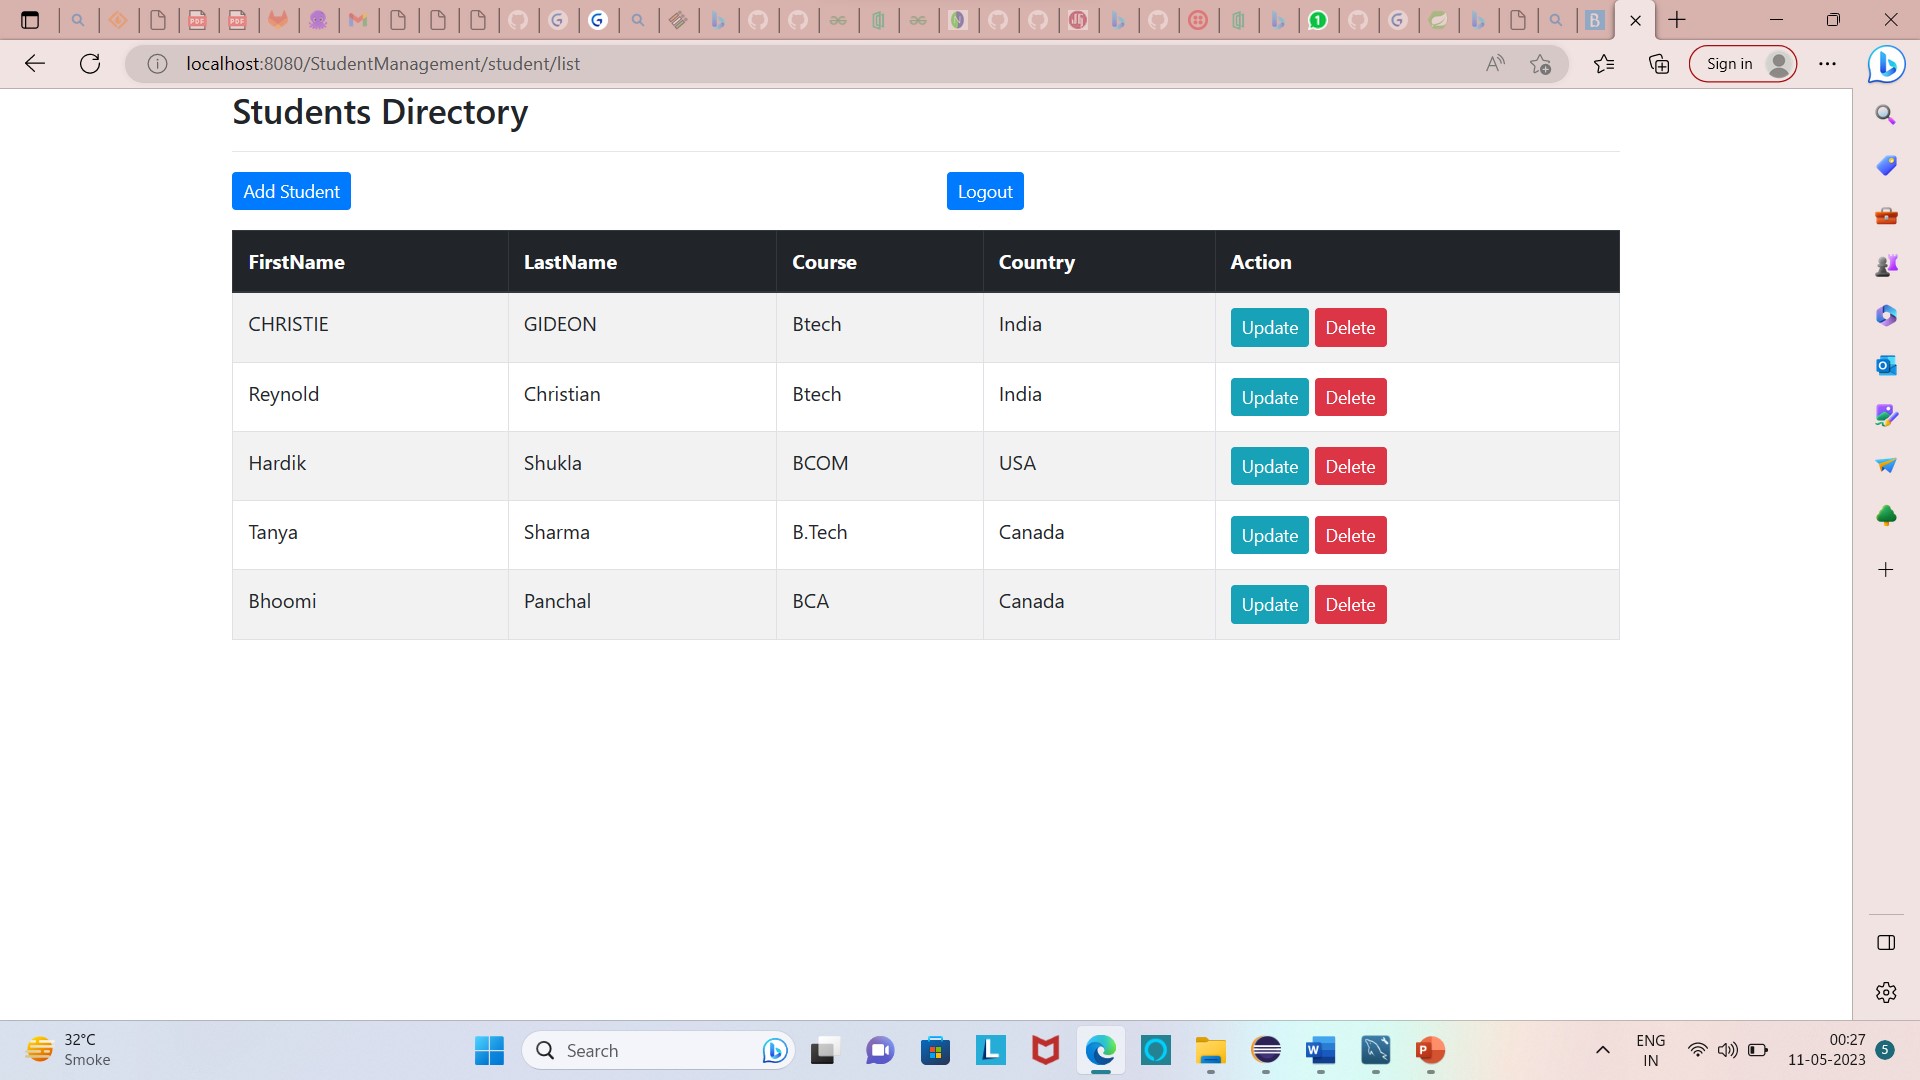 localhost:8080/StudentManagement/student/list
Sign in
Students Directory
Add Student Logout
FirstName LastName Course Country Action
CHRISTIE GIDEON Btech India Update Delete
Reynold Christian Btech India Update Delete
Hardik Shukla BCOM USA Update Delete
Tanya Sharma B.Tech Canada Update Delete
Bhoomi Panchal BCA Canada Update Delete
32°C
Smoke
Search
ENG
IN
00:27
11-05-2023
5